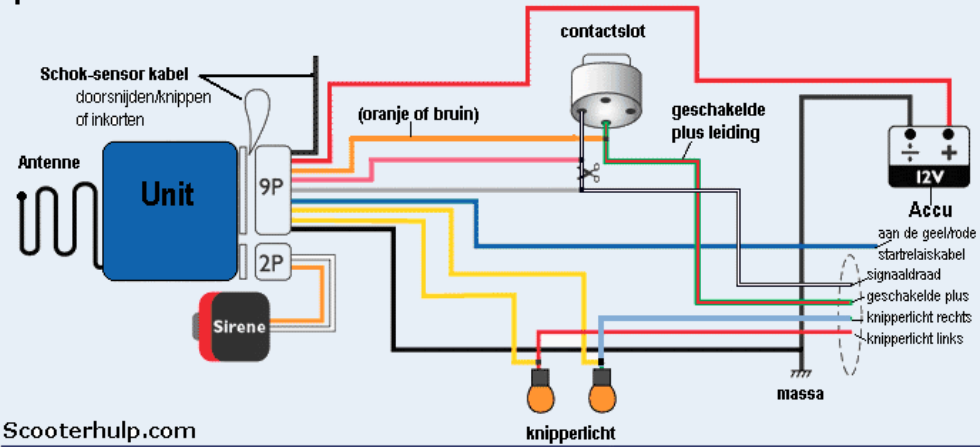 contactslot
Schok-sensor kabel
doorsnijden/knippen
of inkorten
(oranje of bruin)
geschakelde
plus leiding
Antenne
Unit
9P
2P
Sirene
÷ +
12V
Accu
aan de geel/rode
startrelaiskabel
signaaldraad
geschakelde plus
knipperlicht rechts
knipperlicht links
massa
knipperlicht
Scooterhulp.com